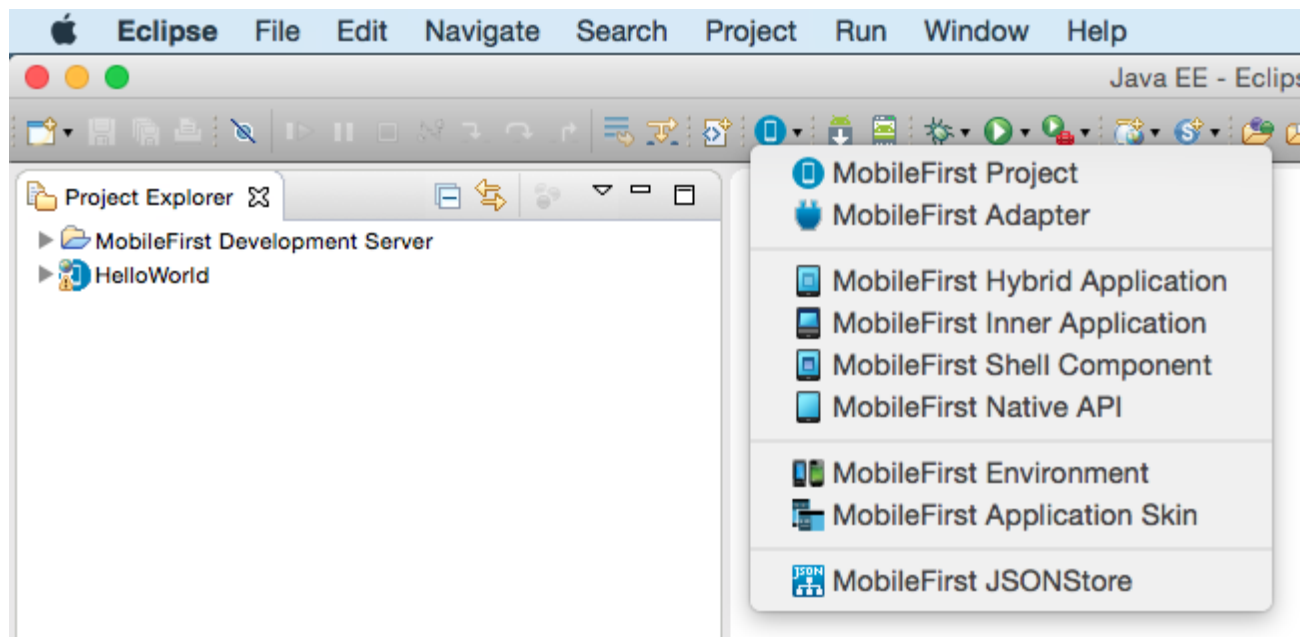 Eclipse File Edit Navigate Search Project Run Window Help
Java EE - Eclips
Project Explorer
MobileFirst Development Server
HelloWorld
MobileFirst Project
MobileFirst Adapter
MobileFirst Hybrid Application
MobileFirst Inner Application
MobileFirst Shell Component
MobileFirst Native API
MobileFirst Environment
MobileFirst Application Skin
JSON MobileFirst JSONStore